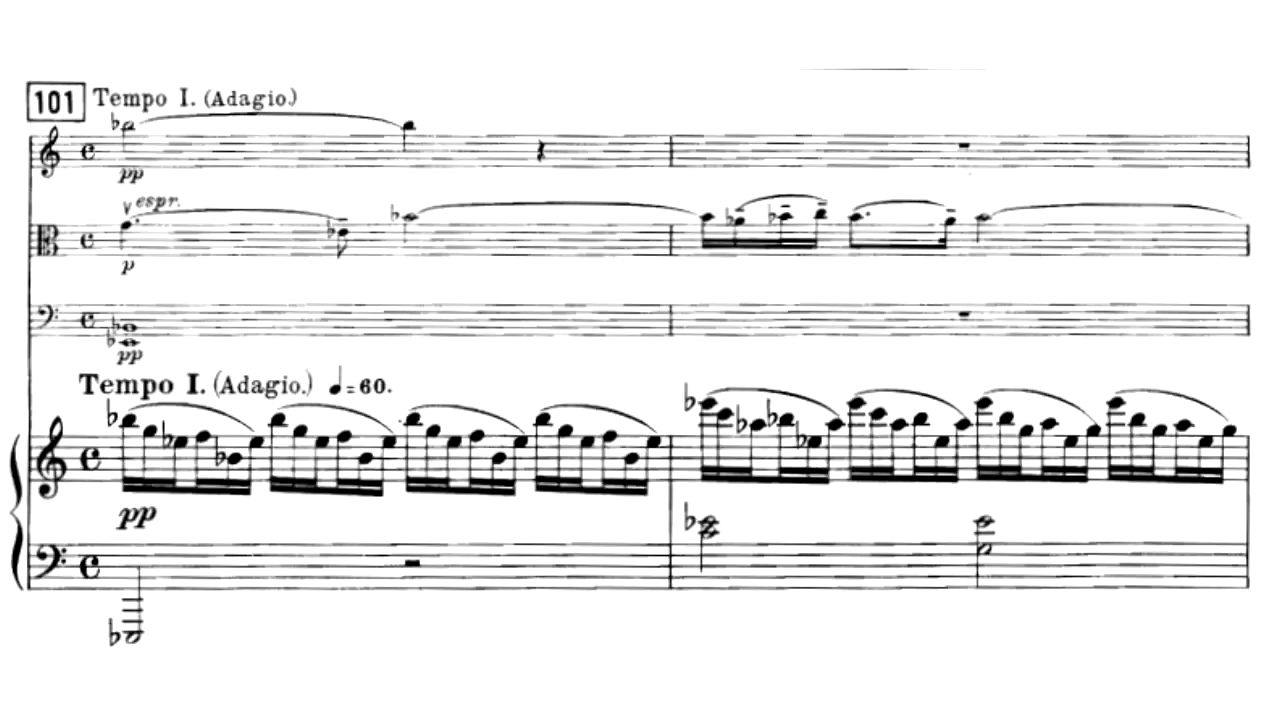 101 Tempo I. (Adagio.)
pp
espr.
p
pp
Tempo I. (Adagio.) ♩=60.
pp